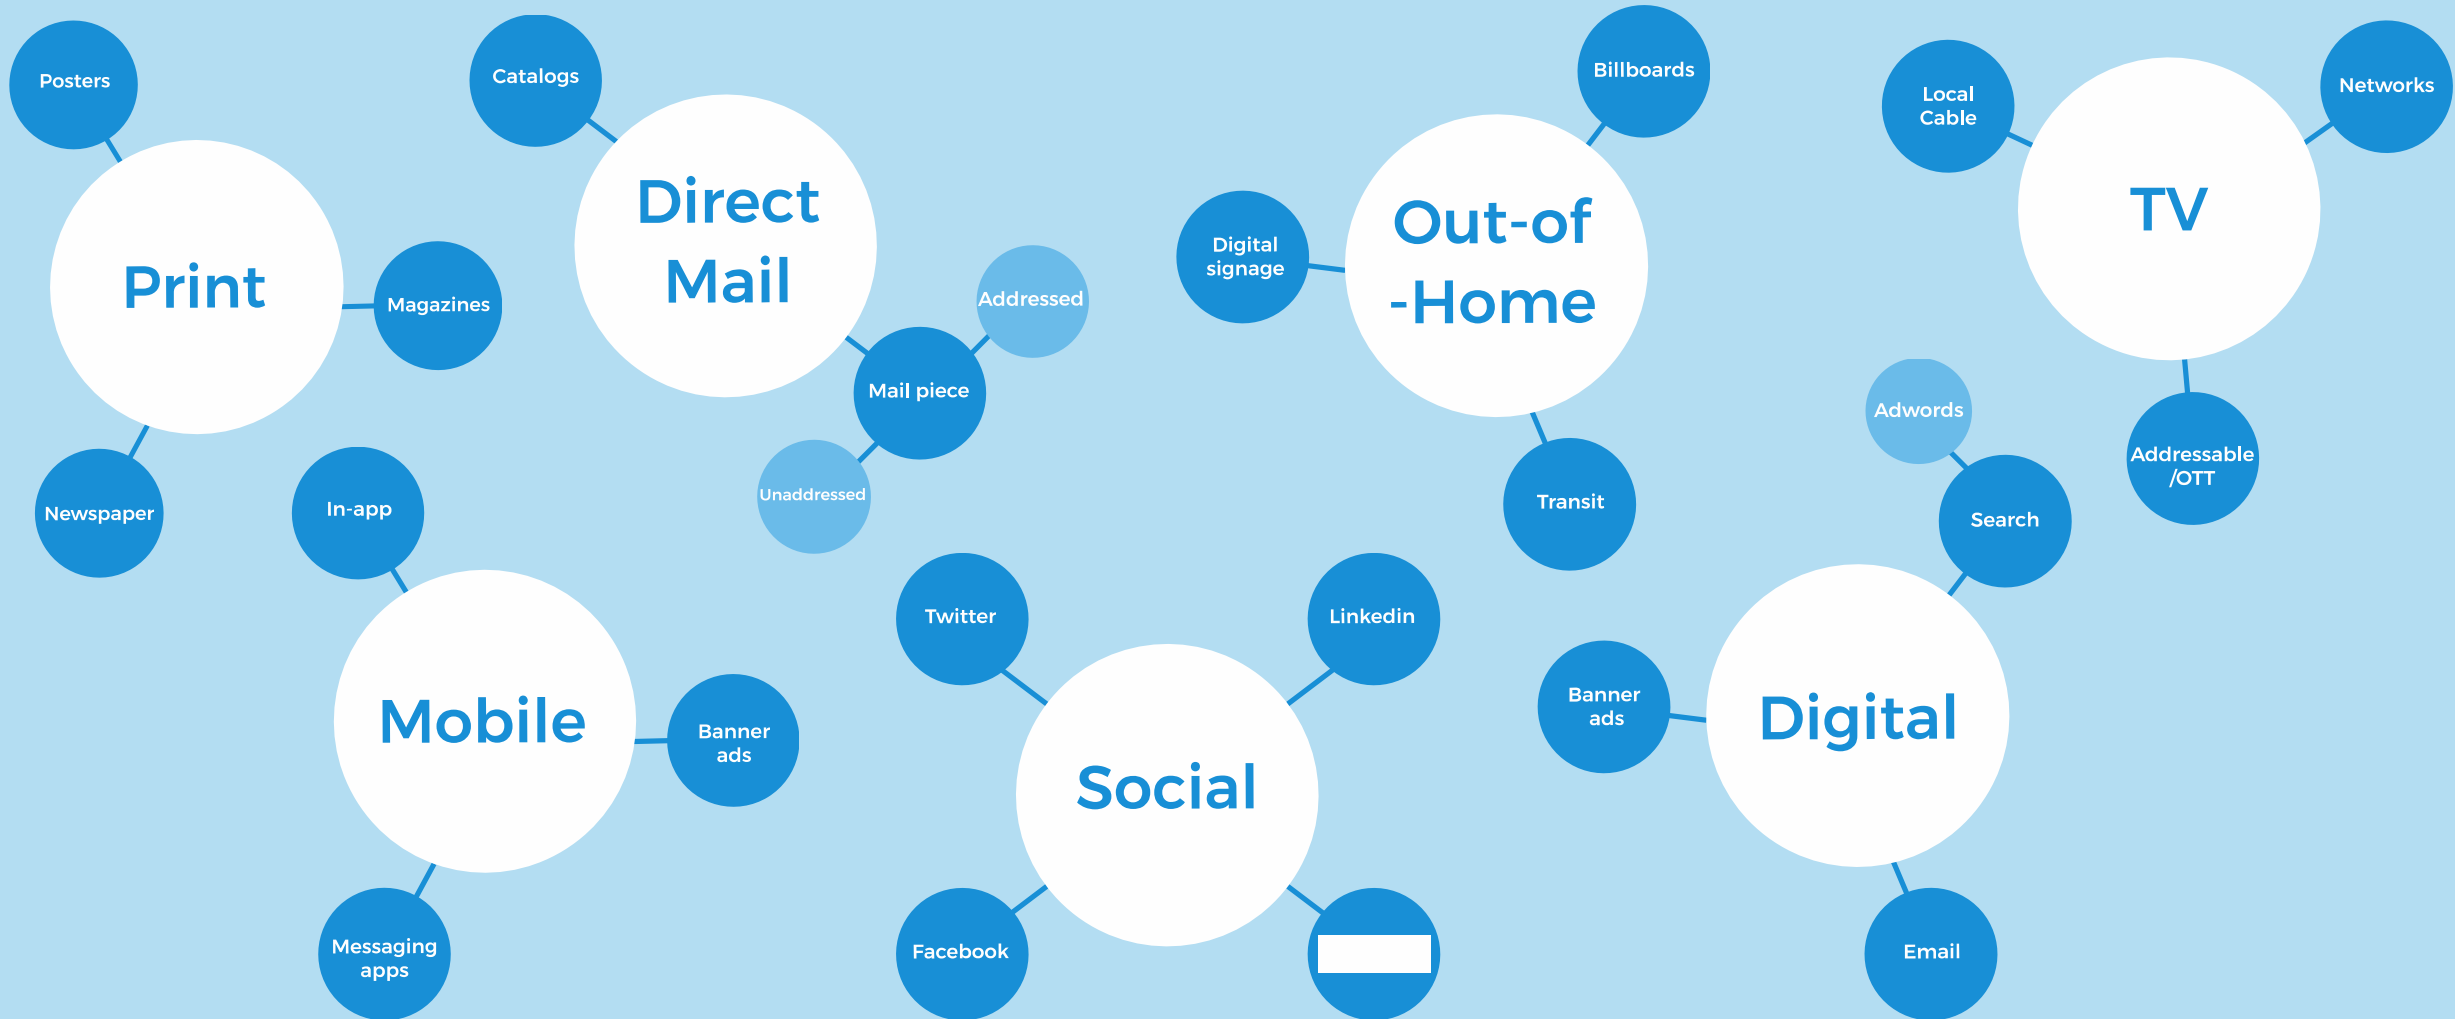 Posters
Print
Magazines
Newspaper
Catalogs
Direct
Mail
Mail piece
Addressed
Unaddressed
Billboards
Digital
signage
Out-of
-Home
Transit
Local
Cable
Networks
TV
Addressable
/OTT
In-app
Mobile
Banner
ads
Messaging
apps
Twitter
Linkedin
Social
Facebook
Adwords
Search
Banner
ads
Digital
Email